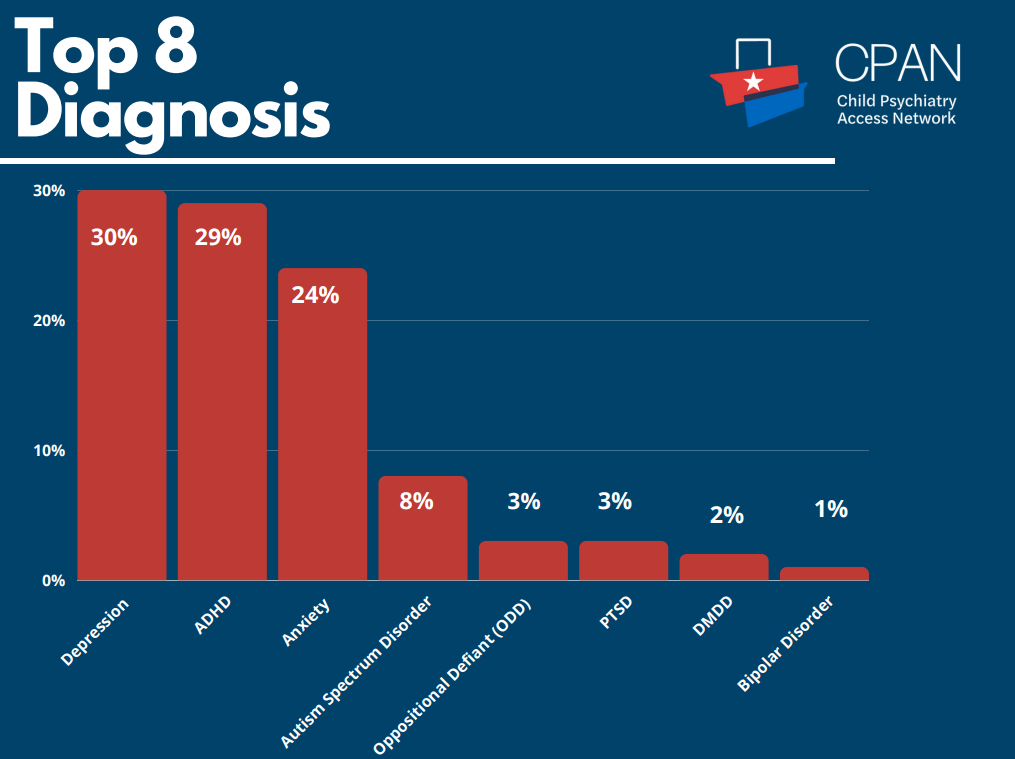 Top 8
Diagnosis
CPAN
Child Psychiatry
Access Network
30%
20%
10%
0%
30%
29%
24%
8%
3%
3%
2%
1%
Depression
ADHD
Anxiety
Autism Spectrum Disorder
Oppositional Defiant (ODD)
PTSD
DMDD
Bipolar Disorder